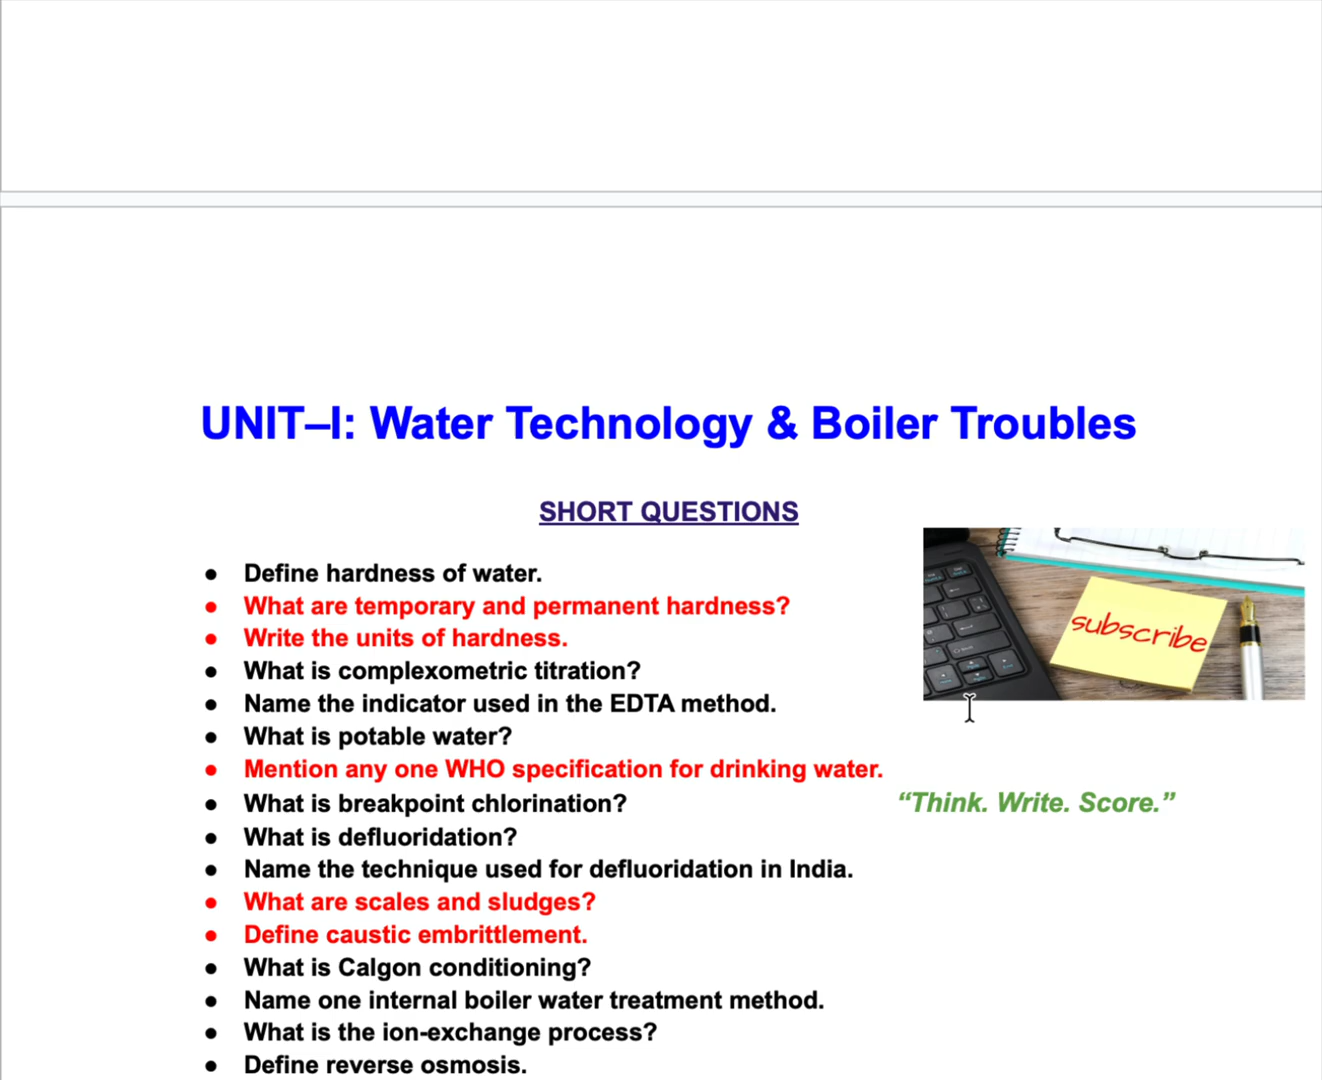 UNIT–I: Water Technology & Boiler Troubles
SHORT QUESTIONS
● Define hardness of water.
● What are temporary and permanent hardness?
● Write the units of hardness.
subscribe
● What is complexometric titration?
● Name the indicator used in the EDTA method.
● What is potable water?
● Mention any one WHO specification for drinking water.
● What is breakpoint chlorination?
“Think. Write. Score.”
● What is defluoridation?
● Name the technique used for defluoridation in India.
● What are scales and sludges?
● Define caustic embrittlement.
● What is Calgon conditioning?
● Name one internal boiler water treatment method.
● What is the ion-exchange process?
● Define reverse osmosis.